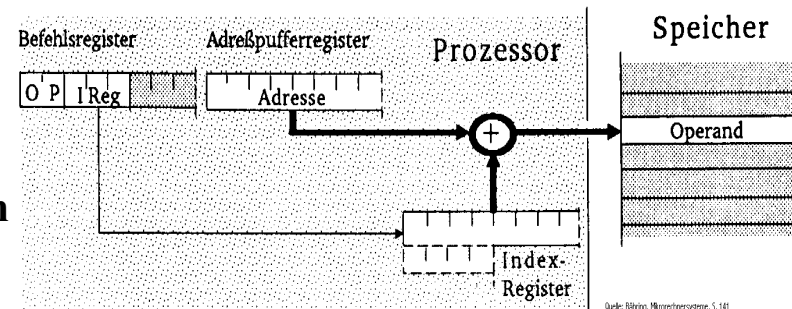 Befehlsregister
Adreßpufferregister
Prozessor
Speicher
O P
I'Reg
Adresse
+
Operand
n
Index-
Register
Quelle: Bähring, Mikrorechnersysteme, S. 141